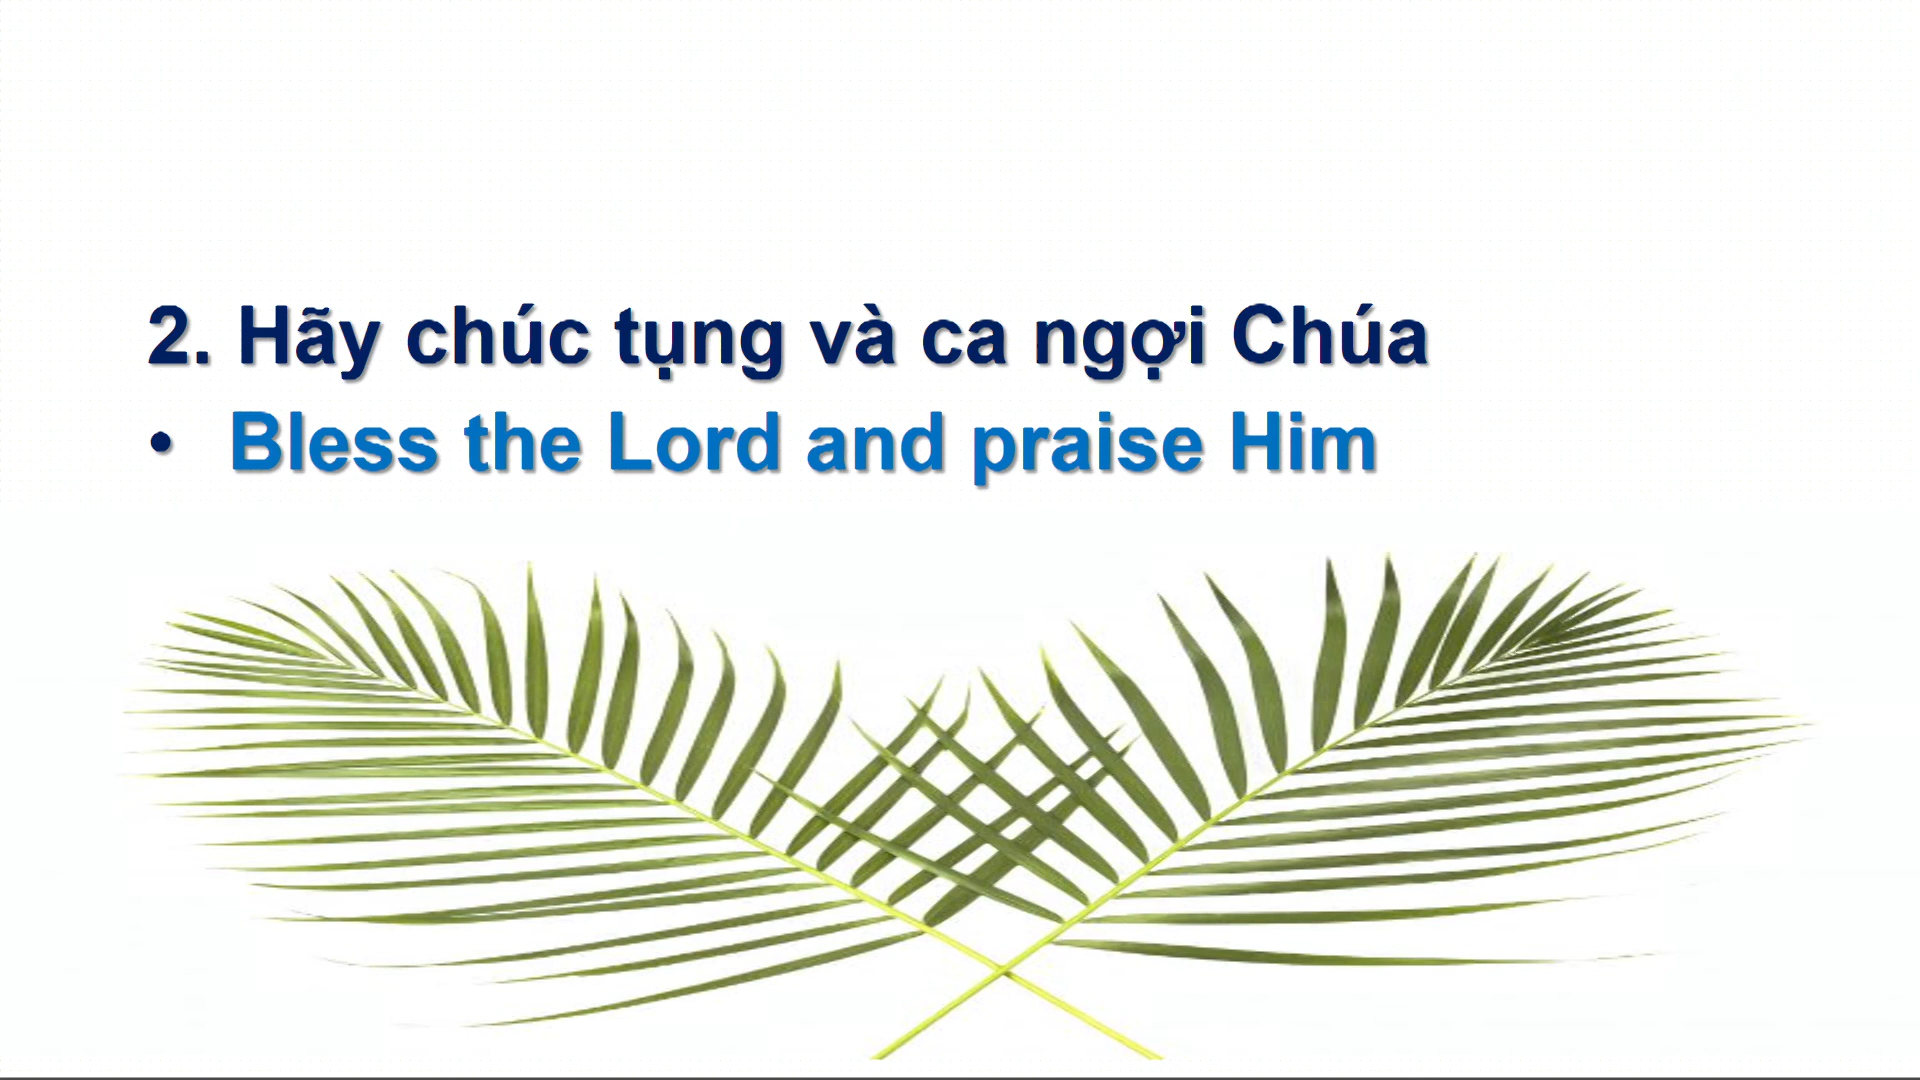 2. Hãy chúc tụng và ca ngợi Chúa
• Bless the Lord and praise Him